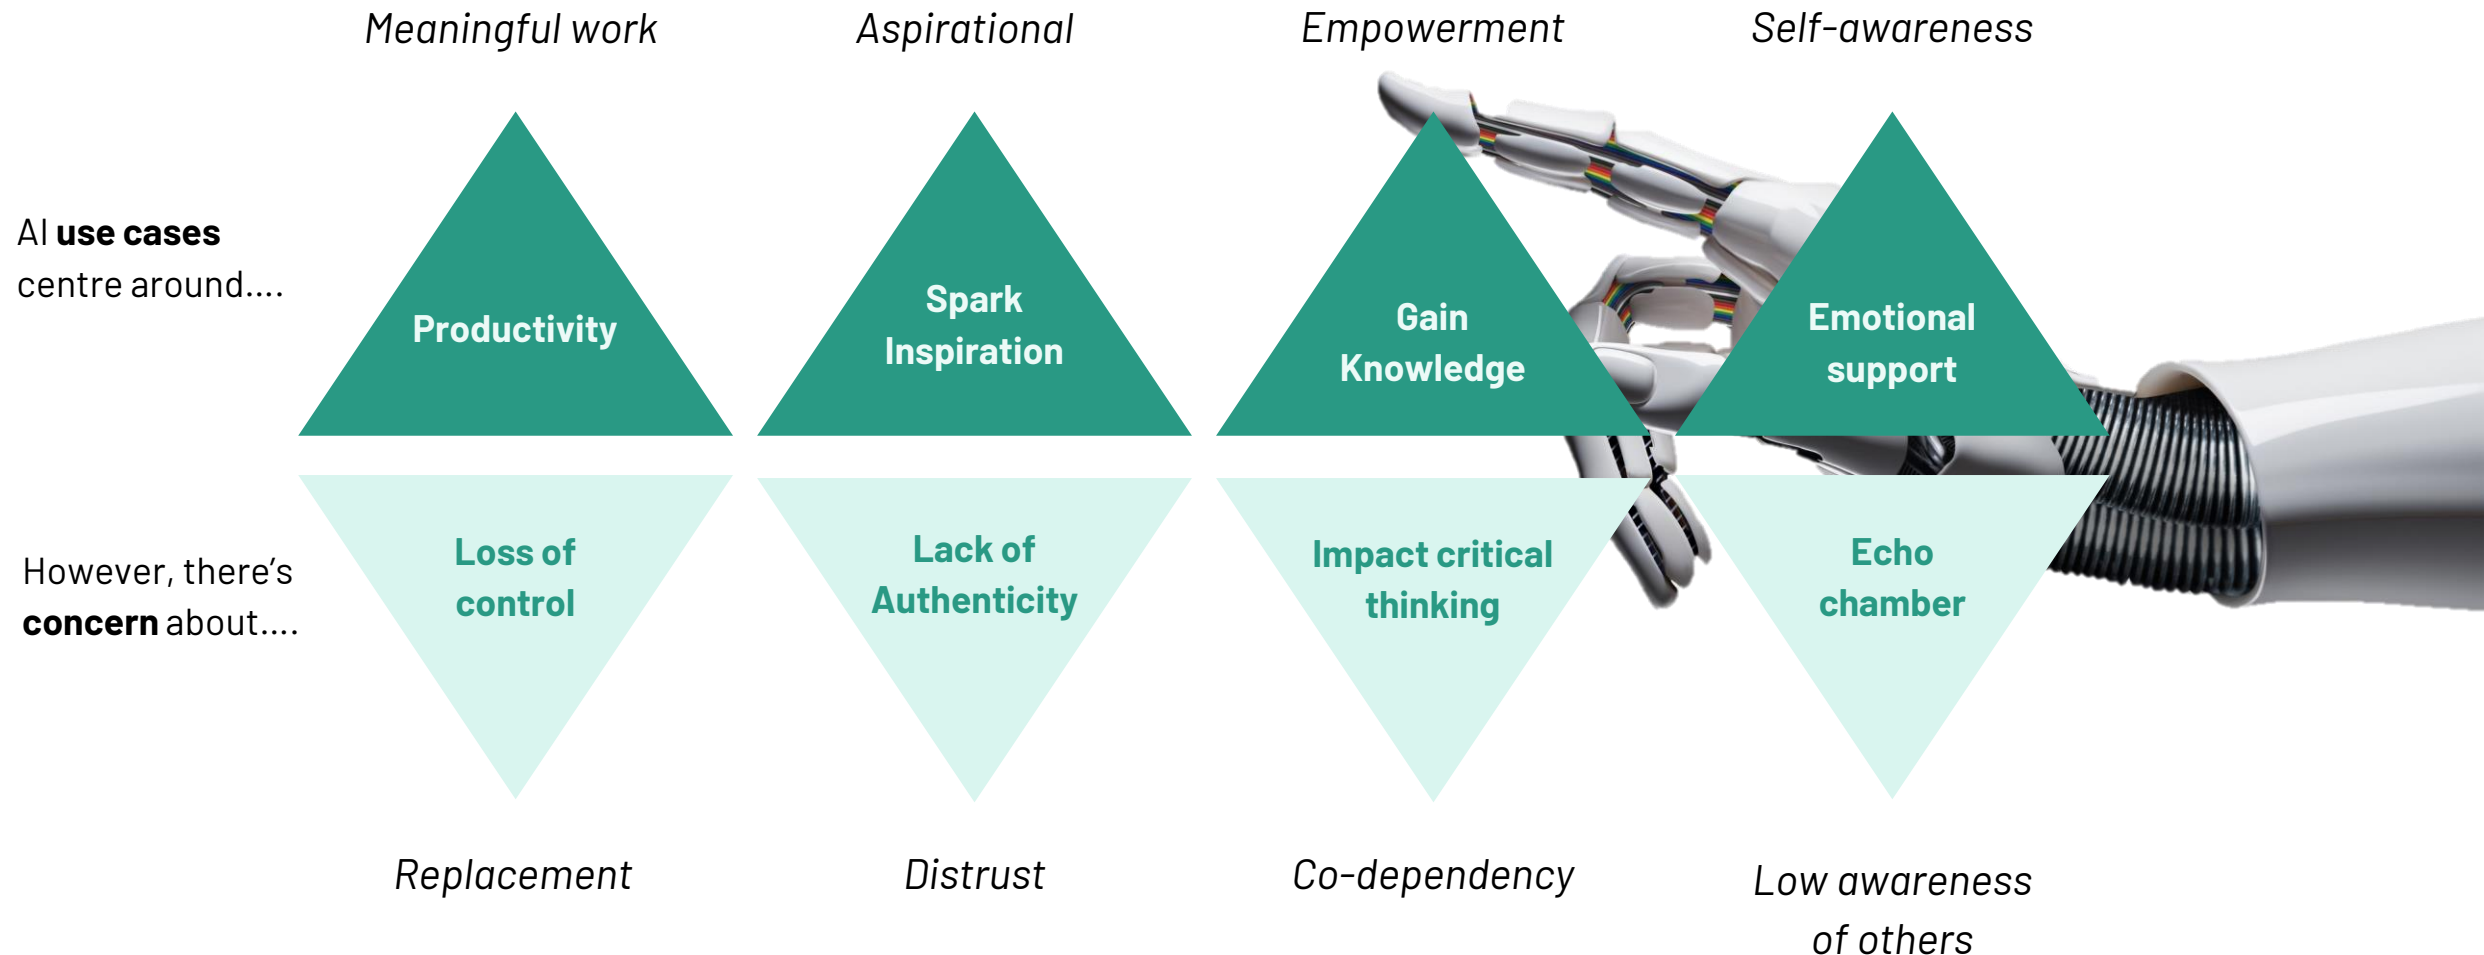 Meaningful work
Aspirational
Empowerment
Self-awareness
AI use cases
centre around....
Productivity
Spark
Inspiration
Gain
Knowledge
Emotional
support
However, there's
concern about....
Loss of
control
Lack of
Authenticity
Impact critical
thinking
Echo
chamber
Replacement
Distrust
Co-dependency
Low awareness
of others